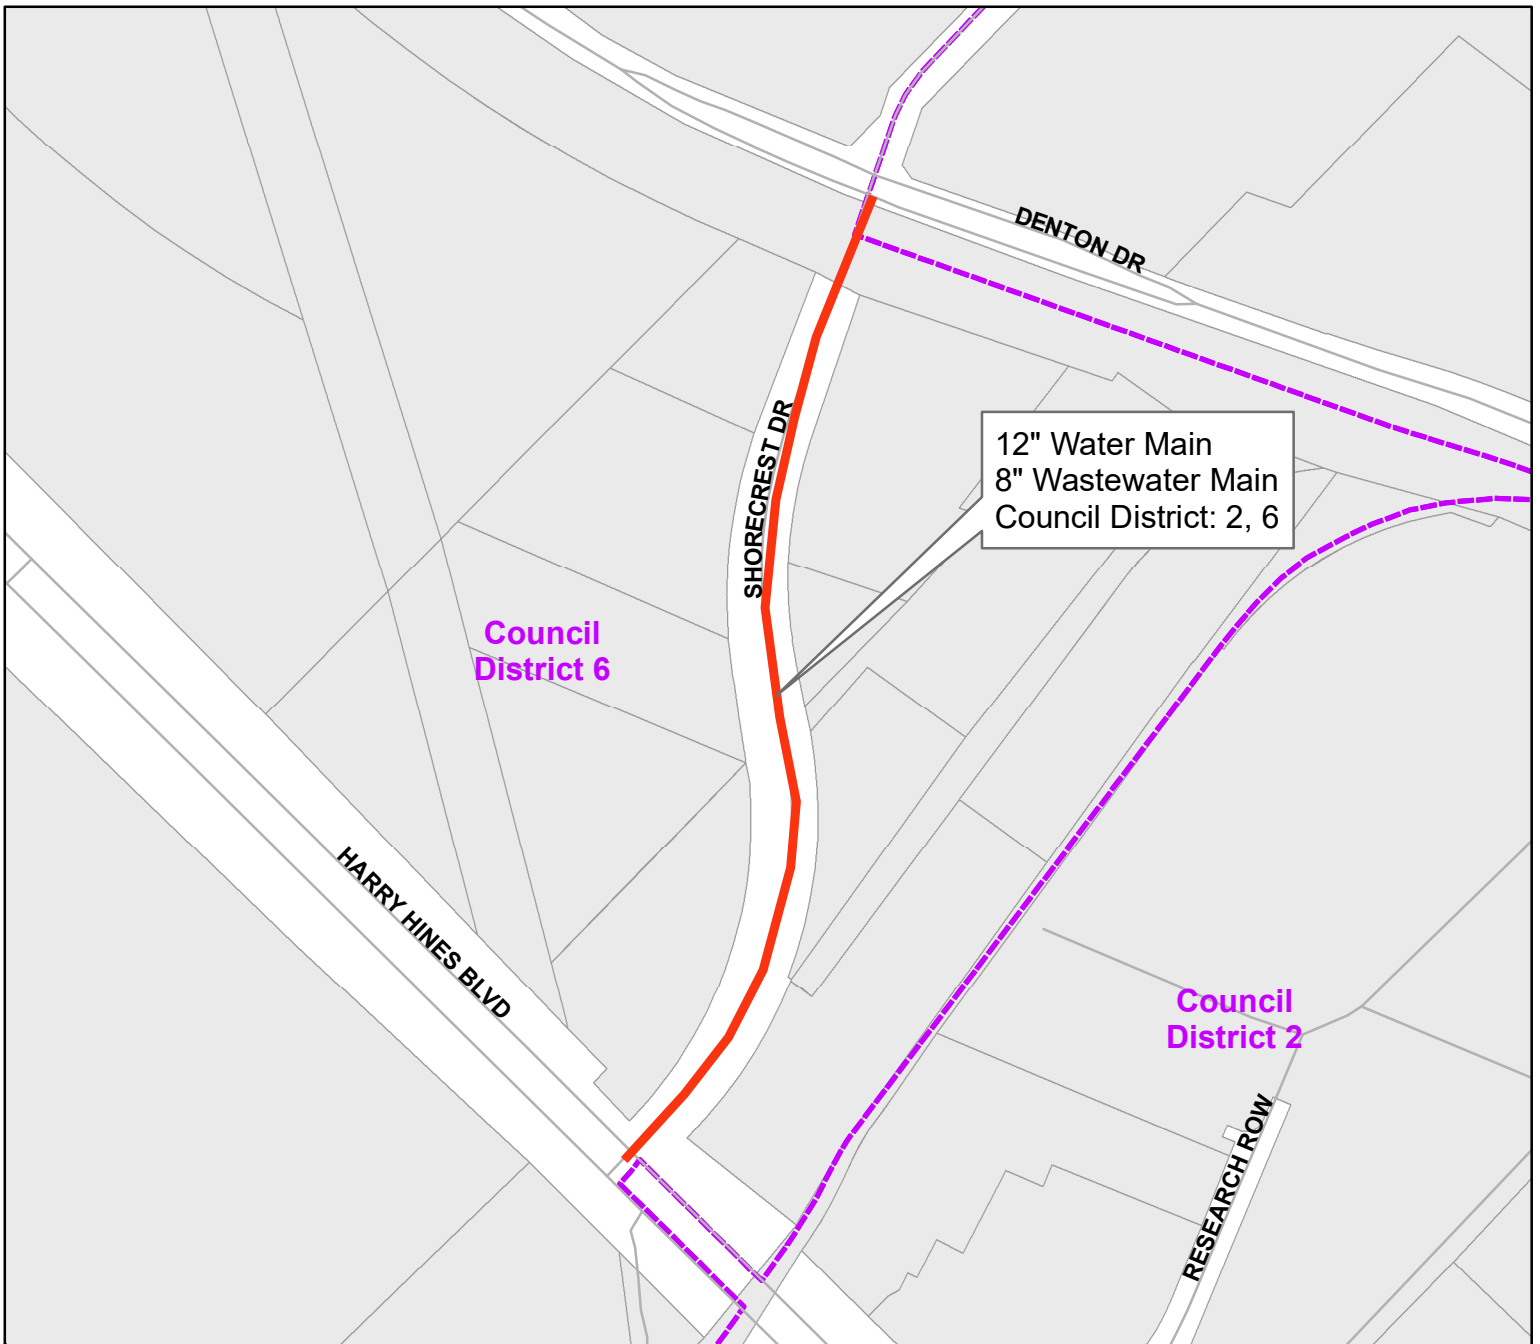 DENTON DR
SHORECREST DR
12" Water Main
8" Wastewater Main
Council District: 2, 6
Council
District 6
HARRY HINES BLVD
Council
District 2
RESEARCH ROW